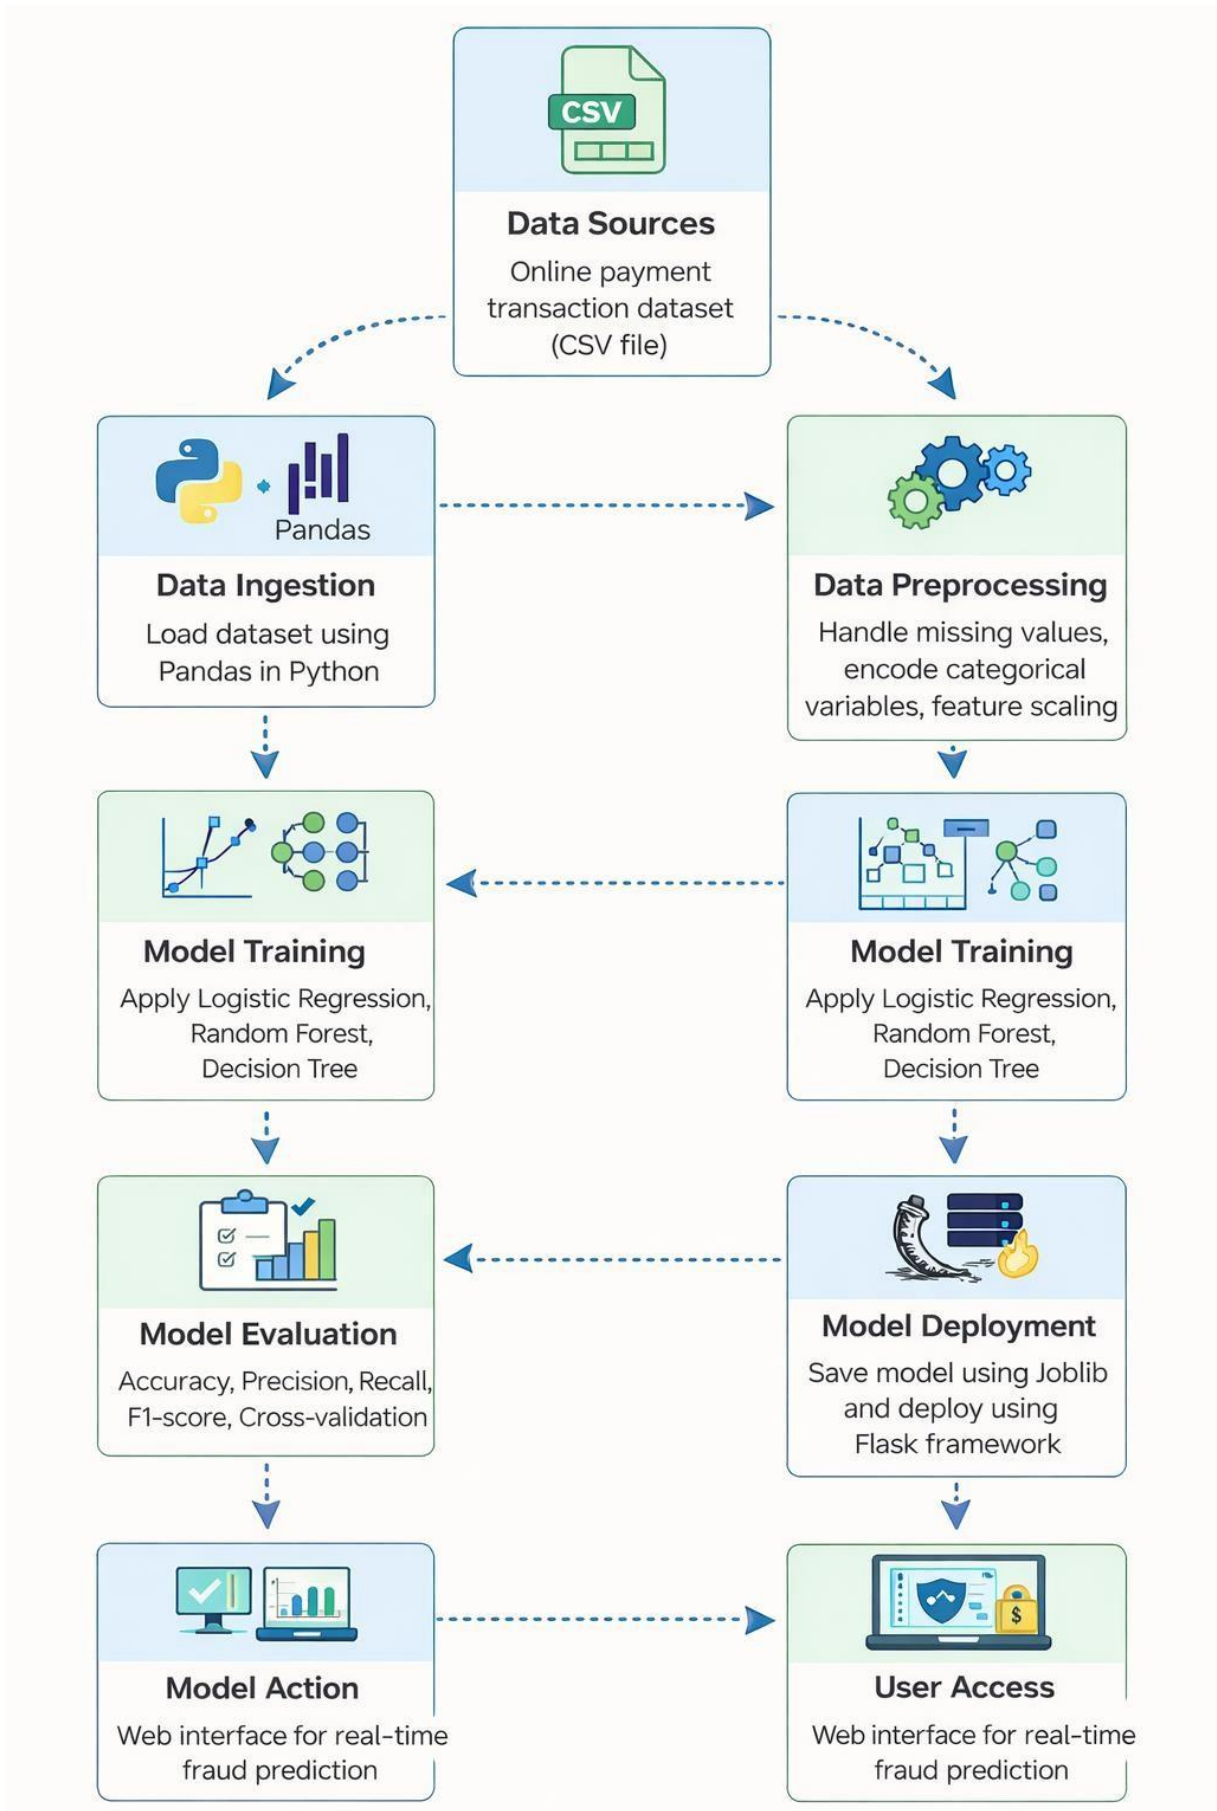 CSV
Data Sources
Online payment
transaction dataset
(CSV file)
Pandas
Data Ingestion
Load dataset using
Pandas in Python
Data Preprocessing
Handle missing values,
encode categorical
variables, feature scaling
Model Training
Apply Logistic Regression,
Random Forest,
Decision Tree
Model Training
Apply Logistic Regression,
Random Forest,
Decision Tree
Model Evaluation
Accuracy, Precision, Recall,
F1-score, Cross-validation
Model Deployment
Save model using Joblib
and deploy using
Flask framework
Model Action
Web interface for real-time
fraud prediction
$
User Access
Web interface for real-time
fraud prediction